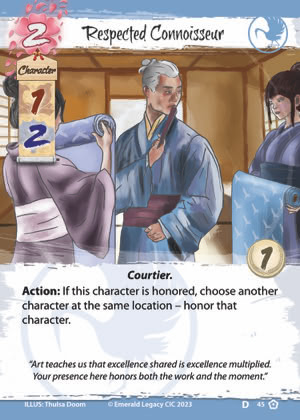 2
Respected Connoisseur
Character
1
2
1
Courtier.
Action: If this character is honored, choose another
character at the same location – honor that
character.
"Art teaches us that excellence shared is excellence multiplied.
Your presence here honors both the work and the moment."
ILLUS: Thuisa Doom © Emerald Legacy CIC 2023 D 45